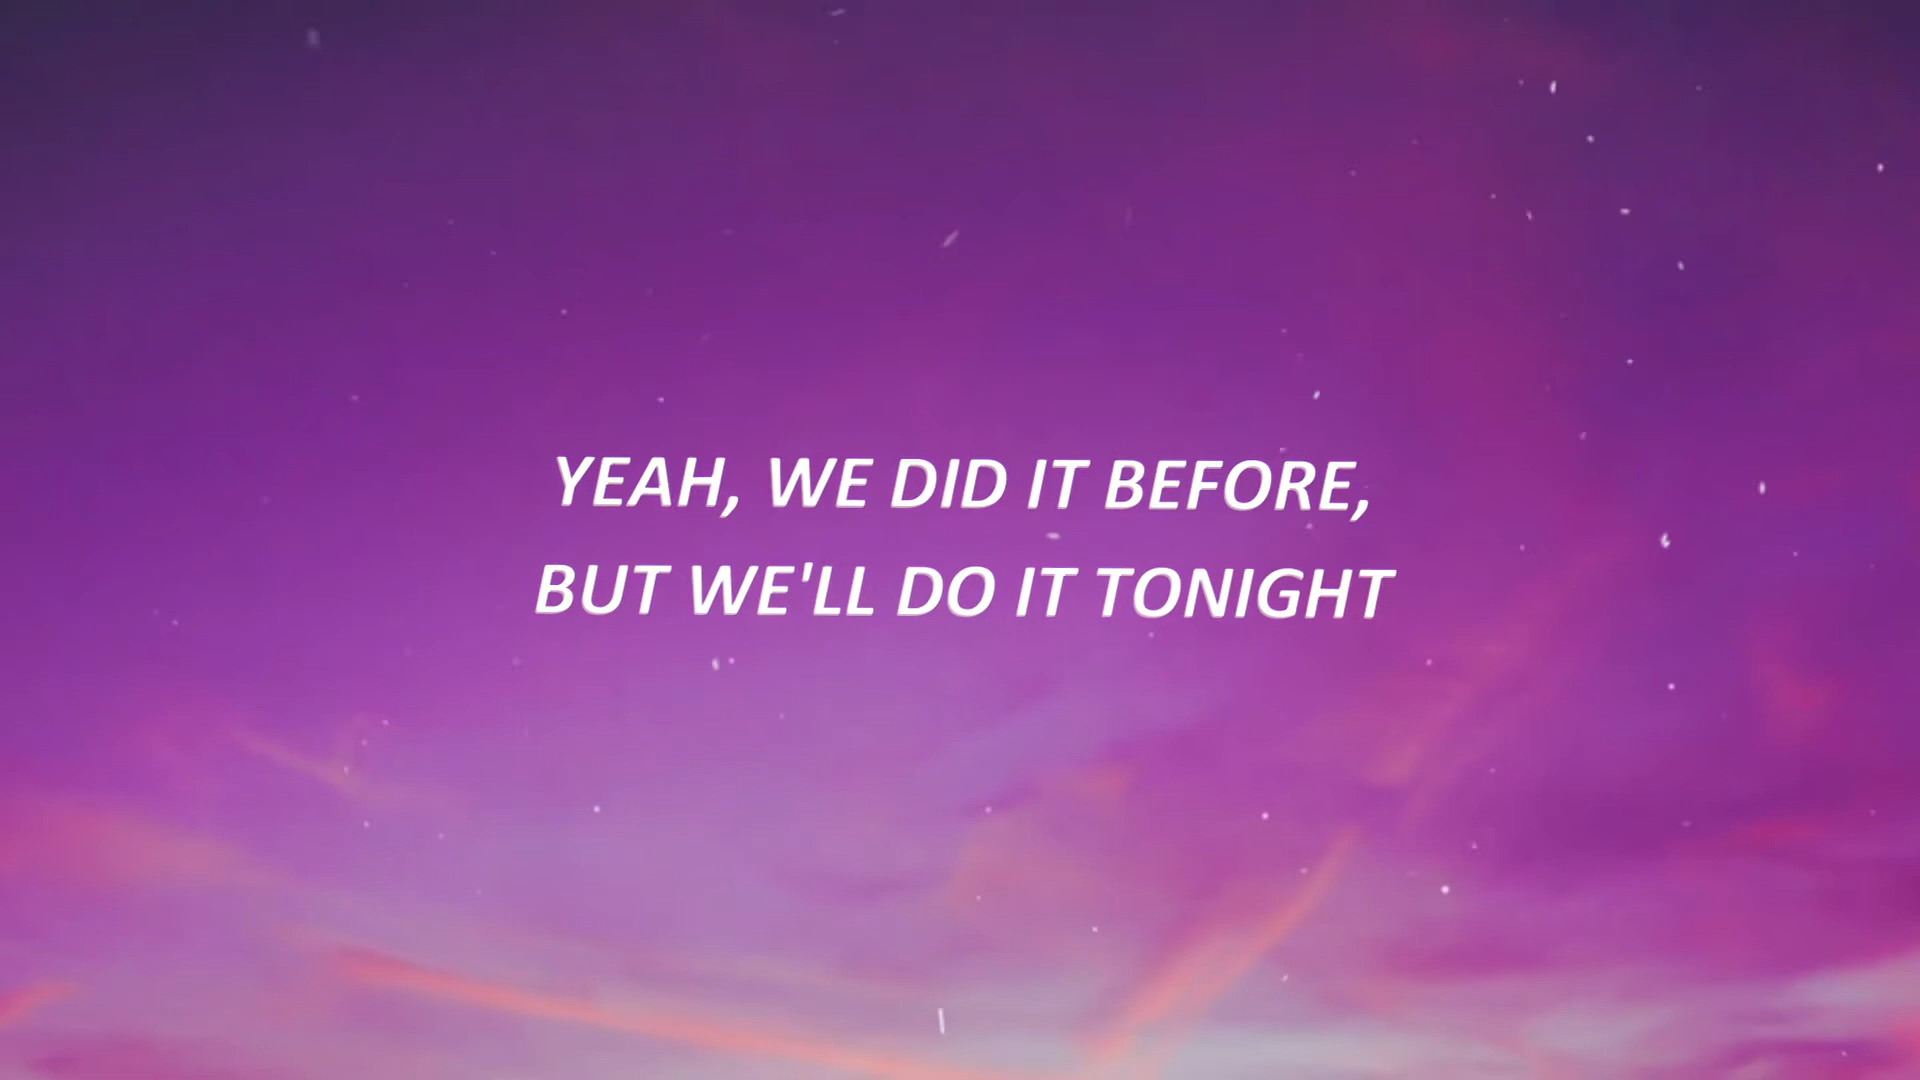 YEAH, WE DID IT BEFORE,
BUT WE'LL DO IT TONIGHT